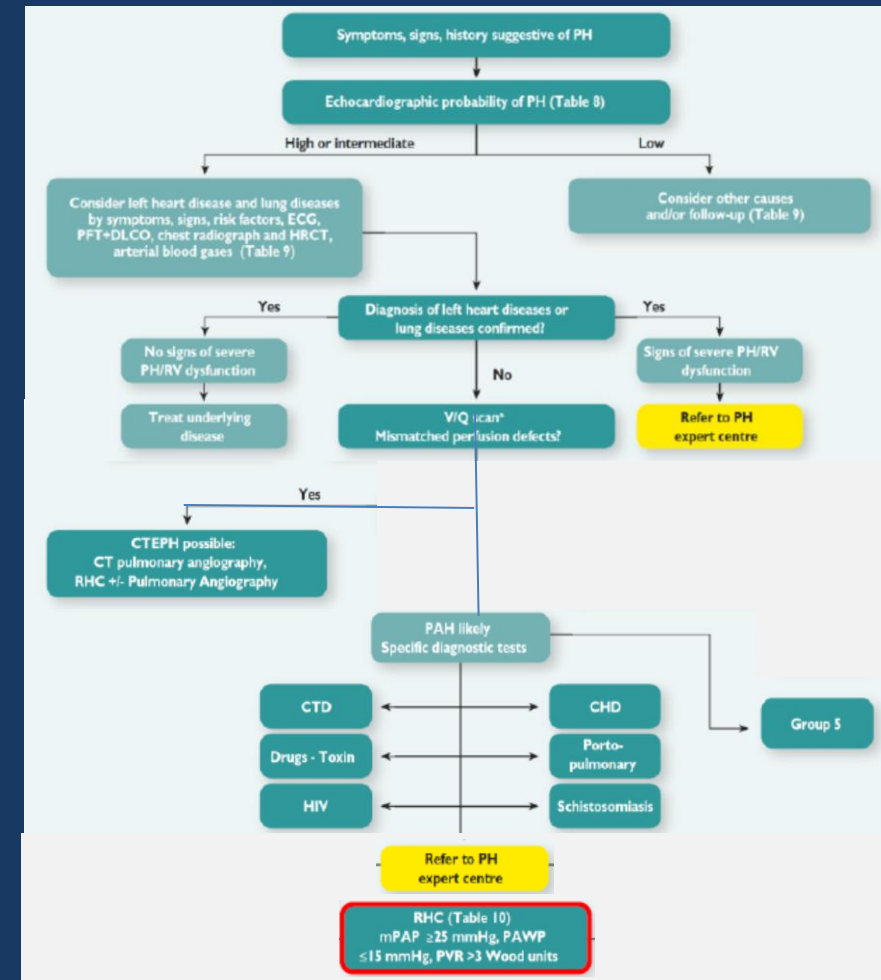 Symptoms, signs, history suggestive of PH
Echocardiographic probability of PH (Table 8)
High or intermediate
Low
Consider left heart disease and lung diseases
by symptoms, signs, risk factors, ECG,
PFT+DLCO, chest radiograph and HRCT,
arterial blood gases (Table 9)
Consider other causes
and/or follow-up (Table 9)
Yes
Diagnosis of left heart diseases or
lung diseases confirmed?
Yes
No signs of severe
PH/RV dysfunction
Signs of severe PH/RV
dysfunction
No
Treat underlying
disease
V/Q scan*
Mismatched perfusion defects?
Refer to PH
expert centre
Yes
CTEPH possible:
CT pulmonary angiography,
RHC +/- Pulmonary Angiography
PAH likely
Specific diagnostic tests
CTD
CHD
Group 5
Drugs - Toxin
Porto-
pulmonary
HIV
Schistosomiasis
Refer to PH
expert centre
RHC (Table 10)
mPAP ≥25 mmHg, PAWP
≤15 mmHg, PVR >3 Wood units